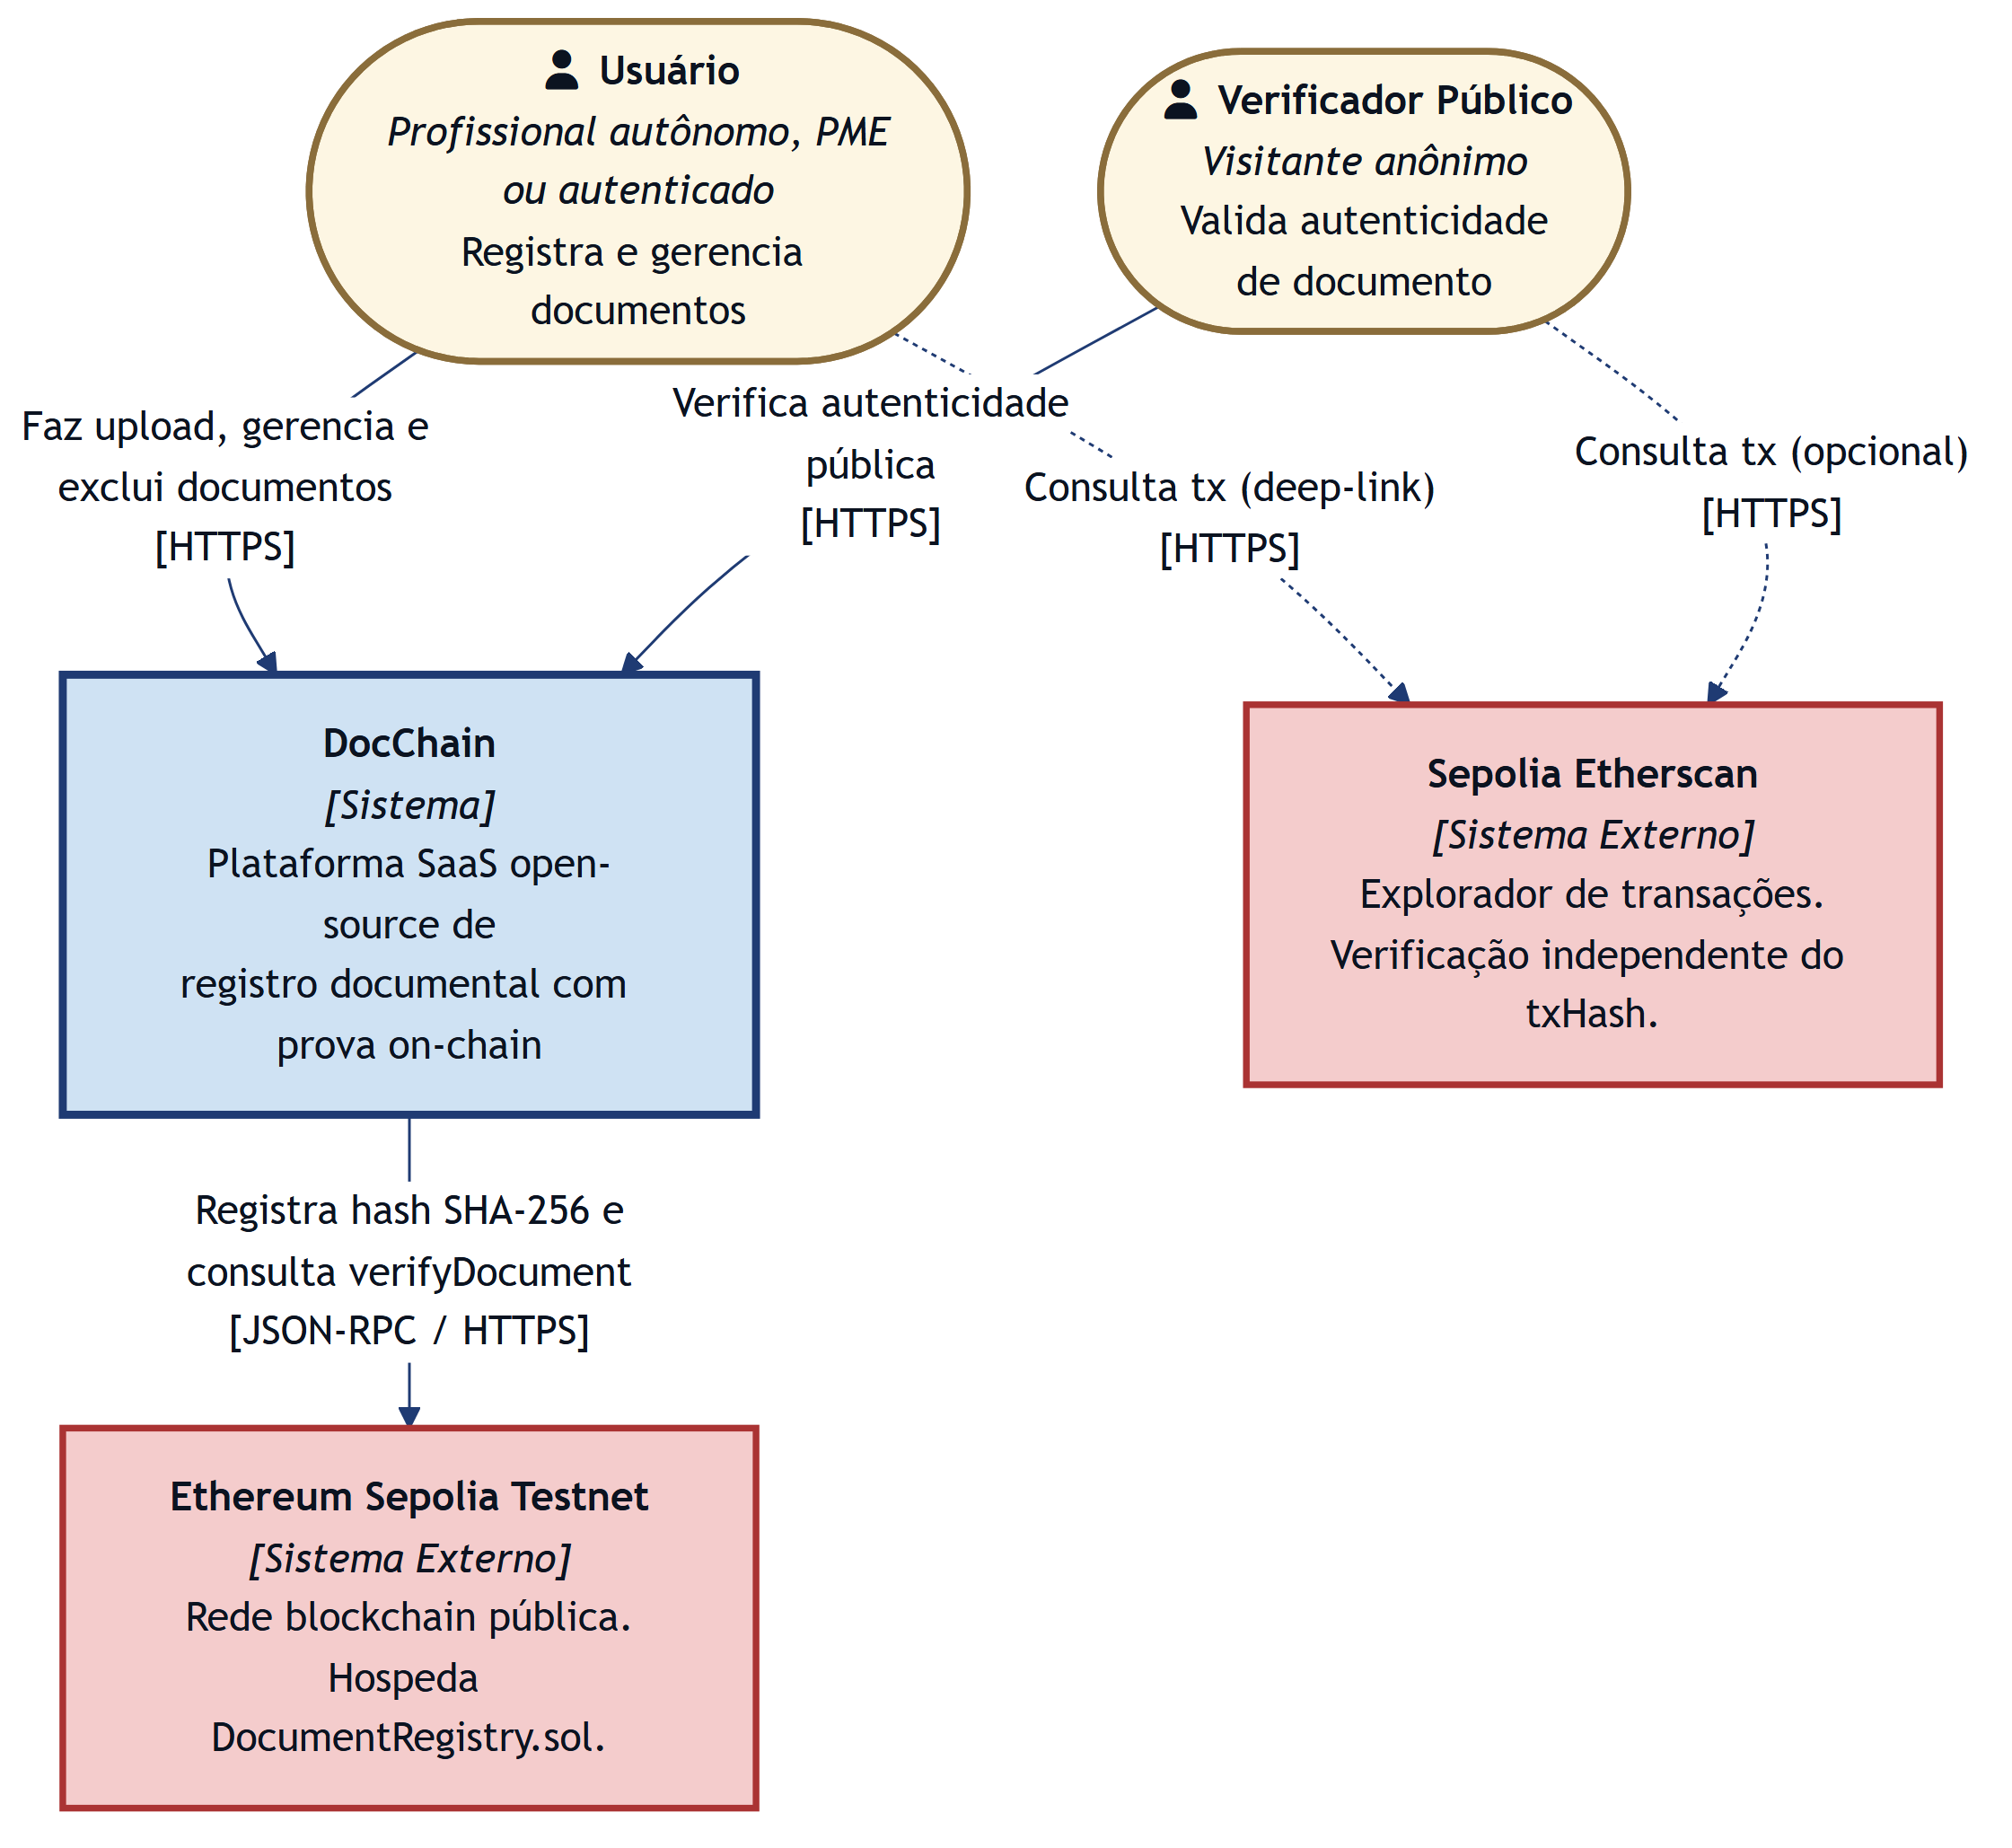 Usuário
Profissional autônomo, PME
ou autenticado
Registra e gerencia
documentos
Verificador Público
Visitante anônimo
Valida autenticidade
de documento
Faz upload, gerencia e
exclui documentos
[HTTPS]
Verifica autenticidade
pública
[HTTPS]
Consulta tx (deep-link)
[HTTPS]
Consulta tx (opcional)
[HTTPS]
DocChain
[Sistema]
Plataforma SaaS open-
source de
registro documental com
prova on-chain
Sepolia Etherscan
[Sistema Externo]
Explorador de transações.
Verificação independente do
txHash.
Registra hash SHA-256 e
consulta verifyDocument
[JSON-RPC / HTTPS]
Ethereum Sepolia Testnet
[Sistema Externo]
Rede blockchain pública.
Hospeda
DocumentRegistry.sol.